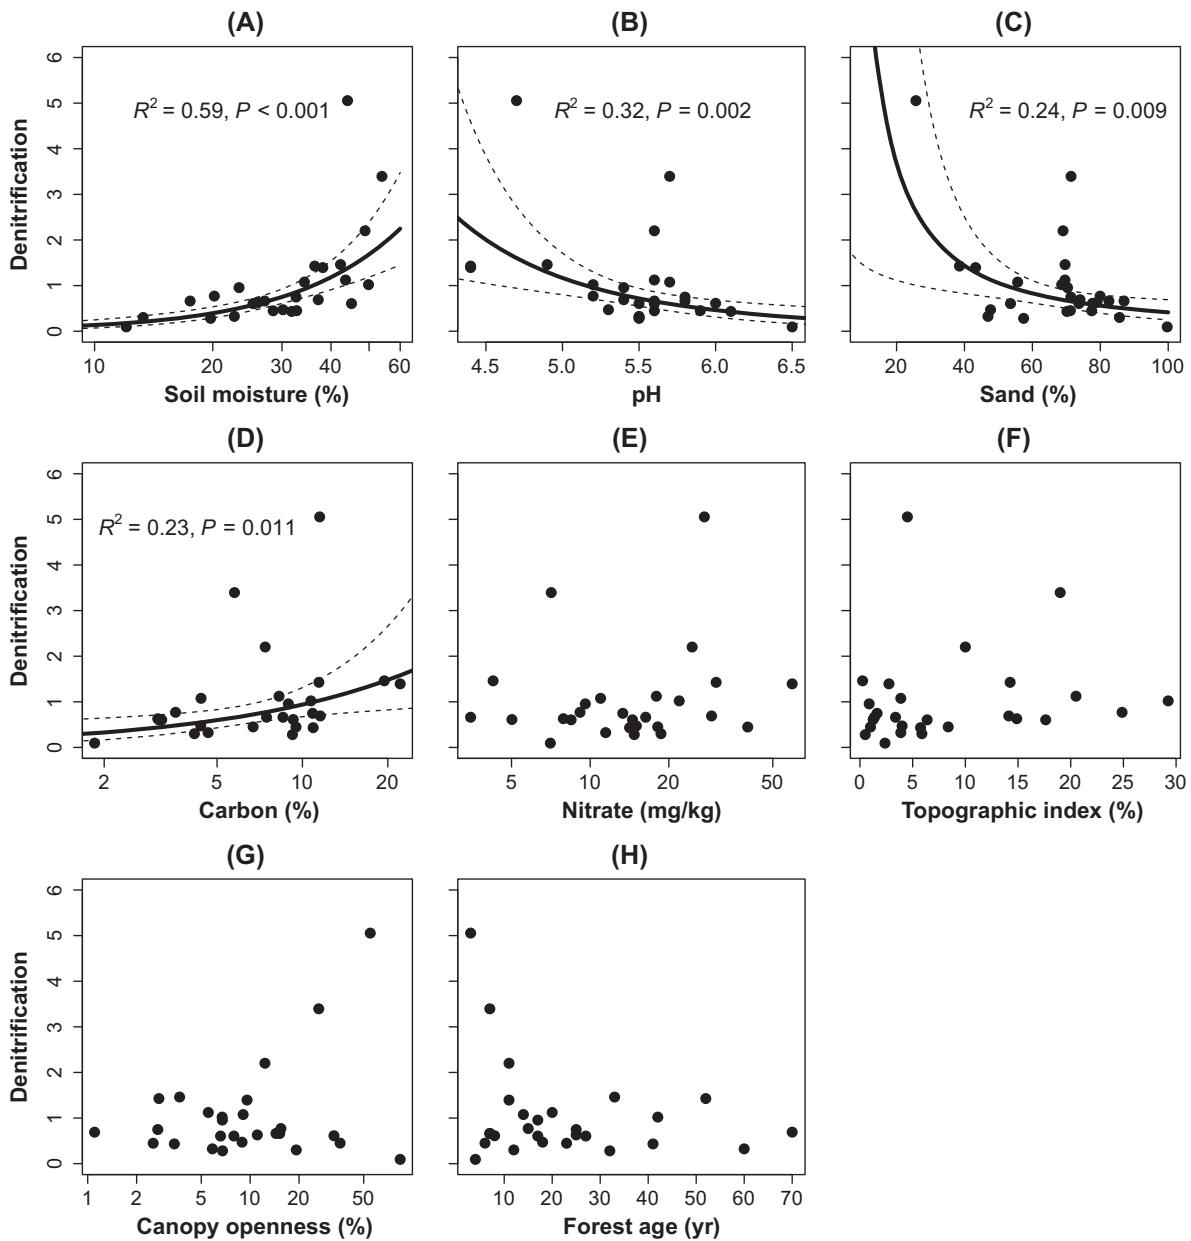 (A)
(B)
(C)
Denitrification
0 1 2 3 4 5 6
R² = 0.59, P < 0.001
R² = 0.32, P = 0.002
R² = 0.24, P = 0.009
10 20 30 40 60
4.5 5.0 5.5 6.0 6.5
20 40 60 80 100
Soil moisture (%)
pH
Sand (%)
(D)
(E)
(F)
Denitrification
0 1 2 3 4 5 6
R² = 0.23, P = 0.011
2 5 10 20
5 10 20 50
0 5 10 15 20 25 30
Carbon (%)
Nitrate (mg/kg)
Topographic index (%)
(G)
(H)
Denitrification
0 1 2 3 4 5 6
1 2 5 10 20 50
10 20 30 40 50 60 70
Canopy openness (%)
Forest age (yr)